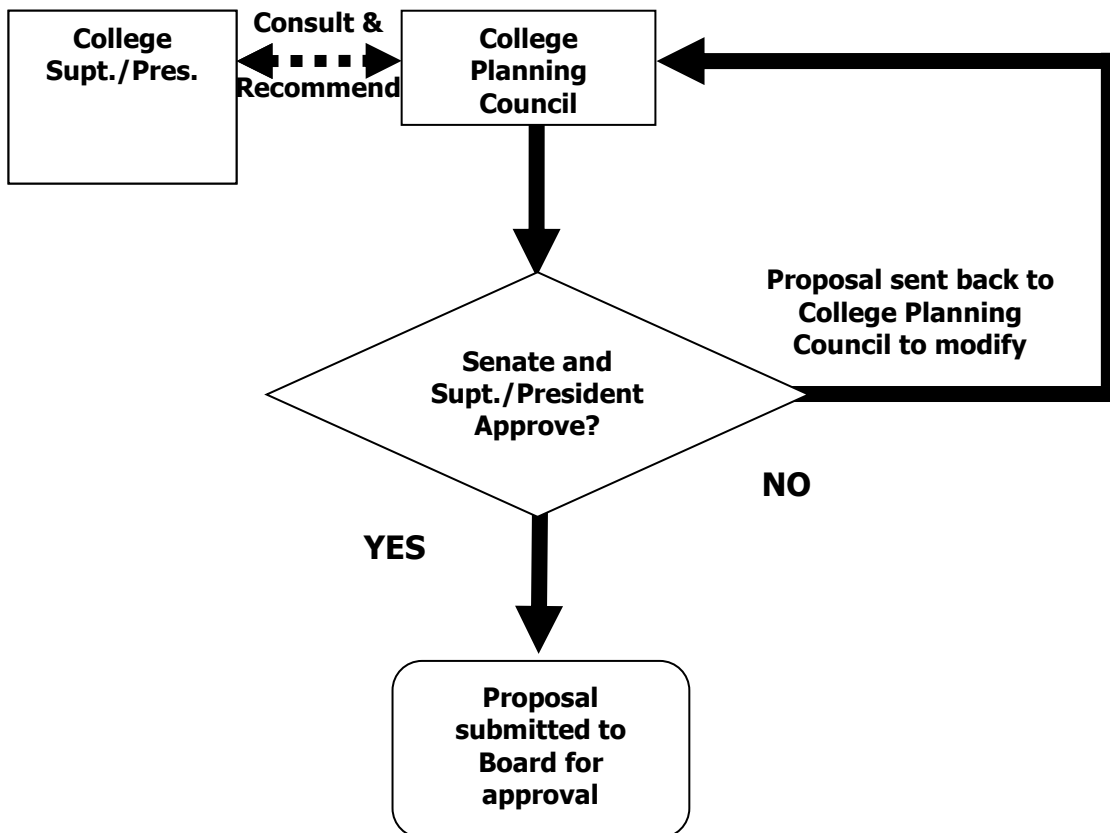 College
Supt./Pres.
Consult &
Recommend
College
Planning
Council
Proposal sent back to
College Planning
Council to modify
Senate and
Supt./President
Approve?
NO
YES
Proposal
submitted to
Board for
approval